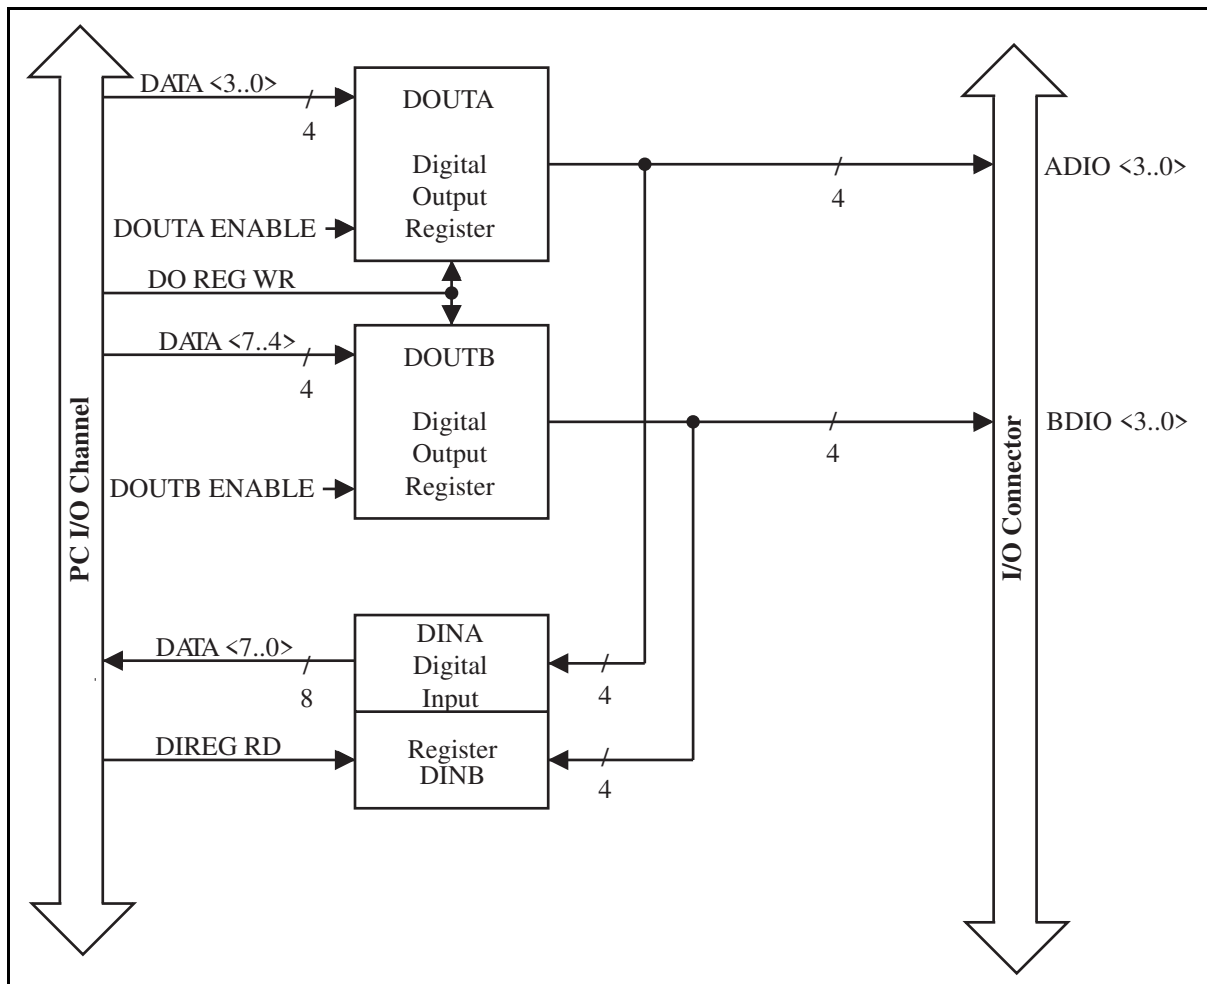 DATA <3..0>
4
DOUTA
Digital
Output
Register
DOUTA ENABLE
4
ADIO <3..0>
DO REG WR
DATA <7..4>
4
DOUTB
Digital
Output
Register
DOUTB ENABLE
4
BDIO <3..0>
PC I/O Channel
I/O Connector
DATA <7..0>
8
DINA
Digital
Input
4
DIREG RD
Register
DINB
4